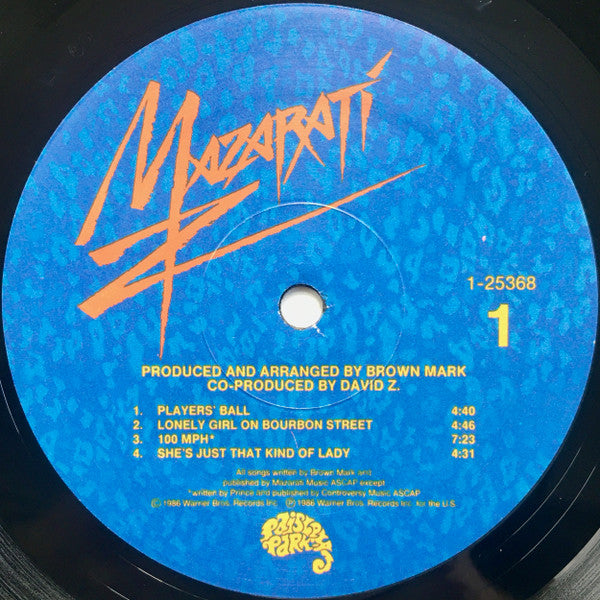 MAZARATI
1-25368
1
PRODUCED AND ARRANGED BY BROWN MARK
CO-PRODUCED BY DAVID Z.
1. PLAYERS' BALL 4:40
2. LONELY GIRL ON BOURBON STREET 4:46
3. 100 MPH* 7:23
4. SHE'S JUST THAT KIND OF LADY 4:31
All songs written by Brown Mark and
published by Mazarati Music ASCAP except
*written by Prince and published by Controversy Music ASCAP
©1986 Warner Bros. Records Inc. ℗1986 Warner Bros. Records Inc. for the U.S.
PAISLEY
PARK